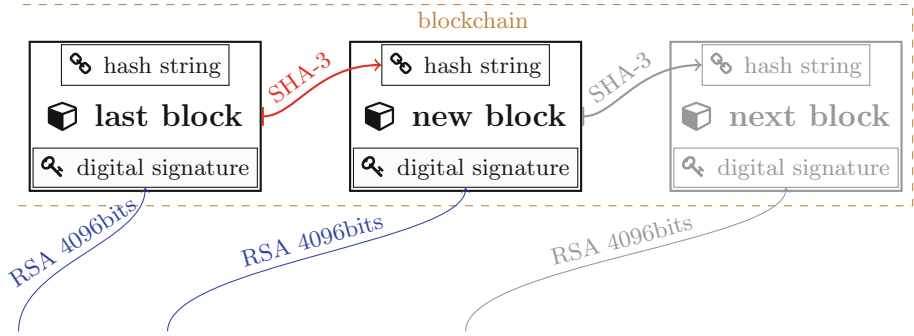 blockchain
hash string
SHA-3
hash string
SHA-3
hash string
last block
new block
next block
digital signature
digital signature
digital signature
RSA 4096bits
RSA 4096bits
RSA 4096bits